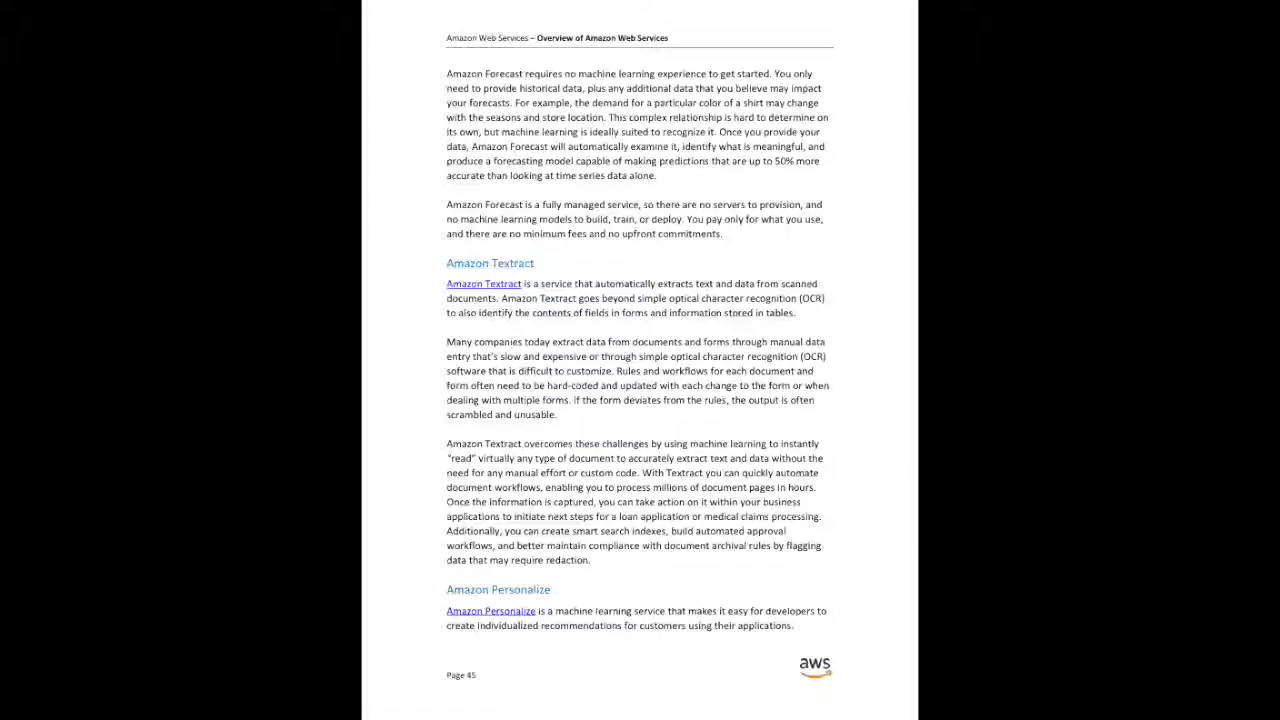 Amazon Web Services – Overview of Amazon Web Services
Amazon Forecast requires no machine learning experience to get started. You only
need to provide historical data, plus any additional data that you believe may impact
your forecasts. For example, the demand for a particular color of a shirt may change
with the seasons and store location. This complex relationship is hard to determine on
its own, but machine learning is ideally suited to recognize it. Once you provide your
data, Amazon Forecast will automatically examine it, identify what is meaningful, and
produce a forecasting model capable of making predictions that are up to 50% more
accurate than looking at time series data alone.
Amazon Forecast is a fully managed service, so there are no servers to provision, and
no machine learning models to build, train, or deploy. You pay only for what you use,
and there are no minimum fees and no upfront commitments.
Amazon Textract
Amazon Textract is a service that automatically extracts text and data from scanned
documents. Amazon Textract goes beyond simple optical character recognition (OCR)
to also identify the contents of fields in forms and information stored in tables.
Many companies today extract data from documents and forms through manual data
entry that's slow and expensive or through simple optical character recognition (OCR)
software that is difficult to customize. Rules and workflows for each document and
form often need to be hard-coded and updated with each change to the form or when
dealing with multiple forms. If the form deviates from the rules, the output is often
scrambled and unusable.
Amazon Textract overcomes these challenges by using machine learning to instantly
"read" virtually any type of document to accurately extract text and data without the
need for any manual effort or custom code. With Textract you can quickly automate
document workflows, enabling you to process millions of document pages in hours.
Once the information is captured, you can take action on it within your business
applications to initiate next steps for a loan application or medical claims processing.
Additionally, you can create smart search indexes, build automated approval
workflows, and better maintain compliance with document archival rules by flagging
data that may require redaction.
Amazon Personalize
Amazon Personalize is a machine learning service that makes it easy for developers to
create individualized recommendations for customers using their applications.
aws
Page 45